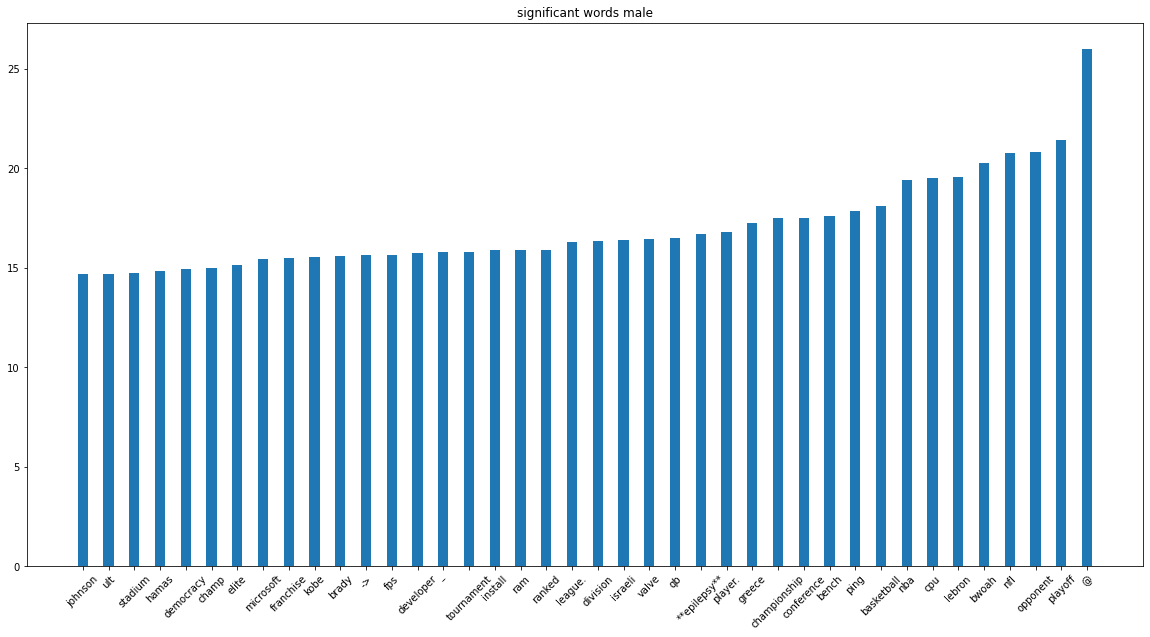 significant words male
25
20
15
10
5
0
johnson
ult
stadium
hamas
democracy
champ
elite
microsoft
franchise
kobe
brady
->
fps
developer
–
tournament
install
ram
ranked
league.
division
israeli
valve
qb
**epilepsy**
player.
greece
championship
conference
bench
ping
basketball
nba
cpu
lebron
bwoah
nfl
opponent
playoff
@